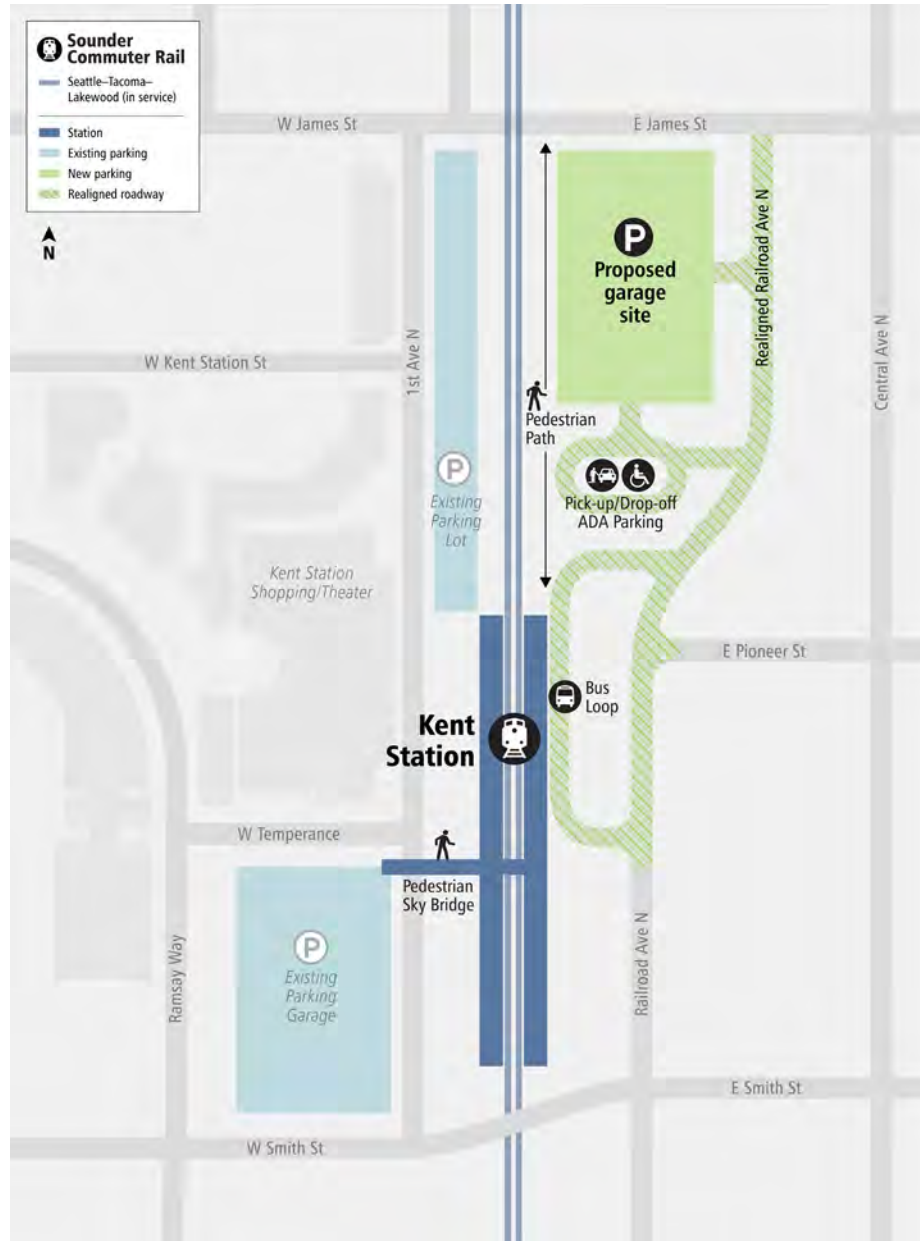 Sounder
Commuter Rail
Seattle–Tacoma–
Lakewood (in service)
Station
Existing parking
New parking
Realigned roadway
N
W James St
E James St
P
Proposed
garage
site
Realigned Railroad Ave N
Central Ave N
1st Ave N
W Kent Station St
Pedestrian
Path
P
Existing
Parking
Lot
Pick-up/Drop-off
ADA Parking
Kent Station
Shopping/Theater
E Pioneer St
Bus
Loop
Kent
Station
W Temperance
Pedestrian
Sky Bridge
P
Existing
Parking
Garage
Ramsay Way
Railroad Ave N
E Smith St
W Smith St